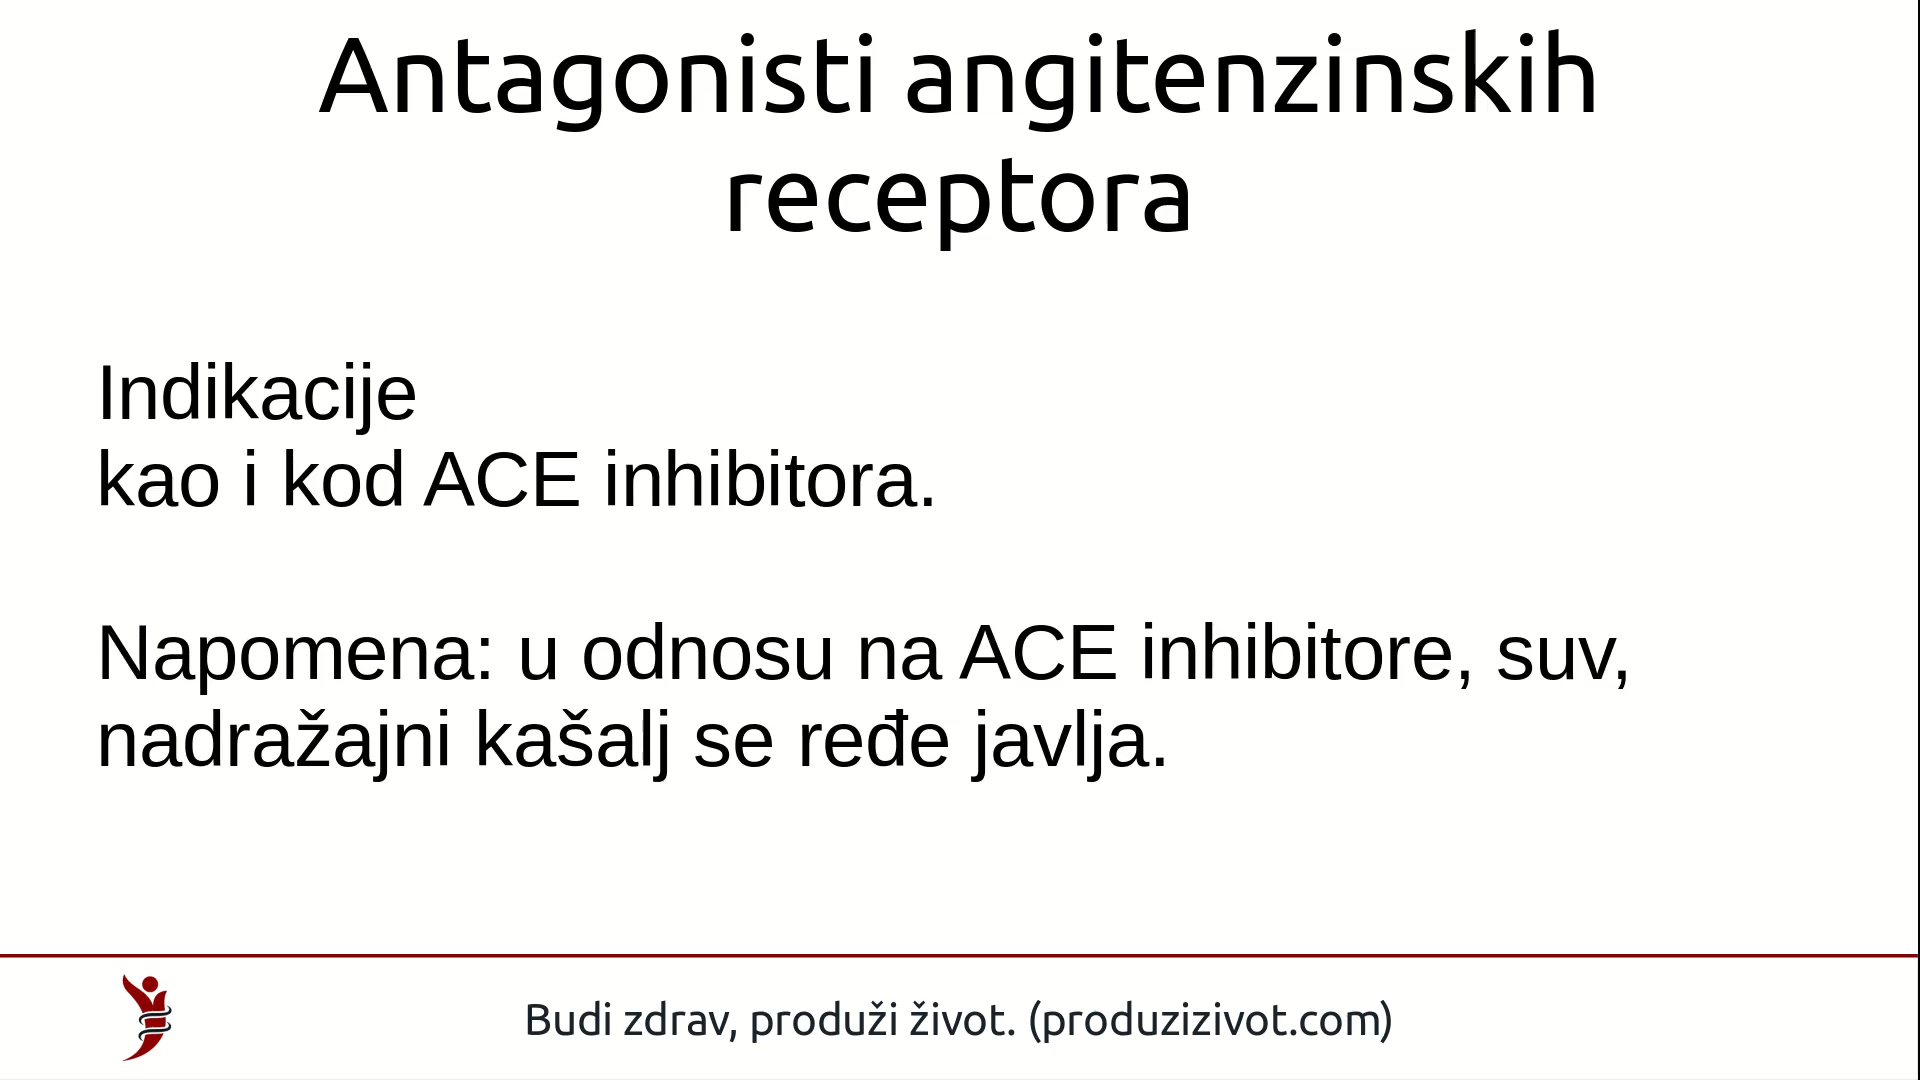 Antagonisti angitenzinskih
receptora
Indikacije
kao i kod ACE inhibitora.
Napomena: u odnosu na ACE inhibitore, suv,
nadražajni kašalj se ređe javlja.
Budi zdrav, produži život. (produzizivot.com)